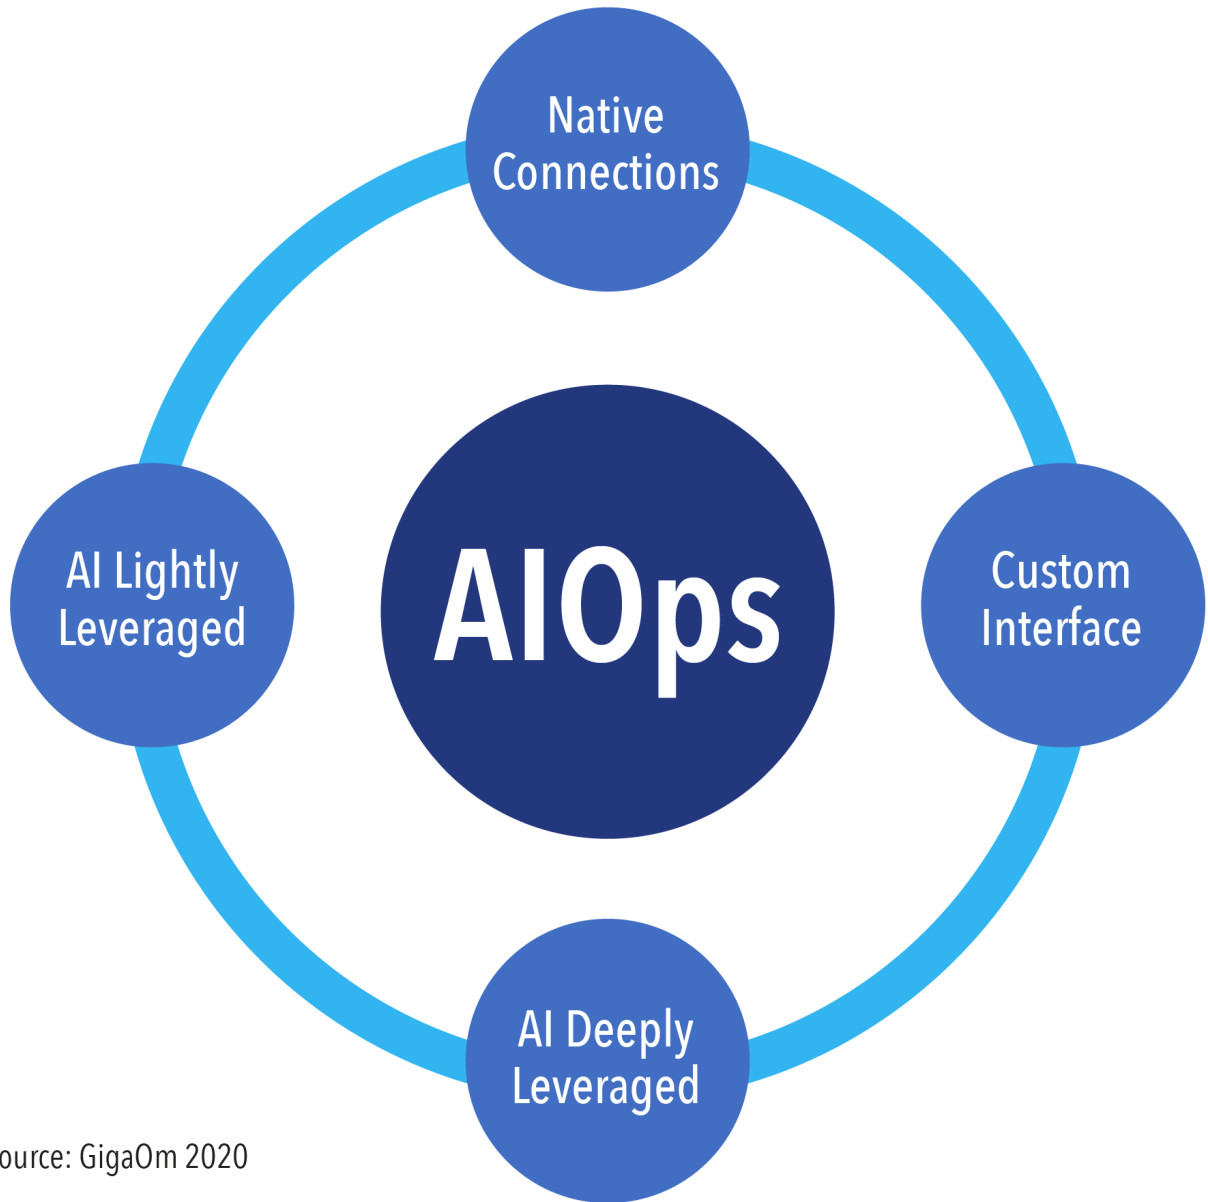 Native
Connections
AI Lightly
Leveraged
AIOps
Custom
Interface
AI Deeply
Leveraged
ource: GigaOm 2020